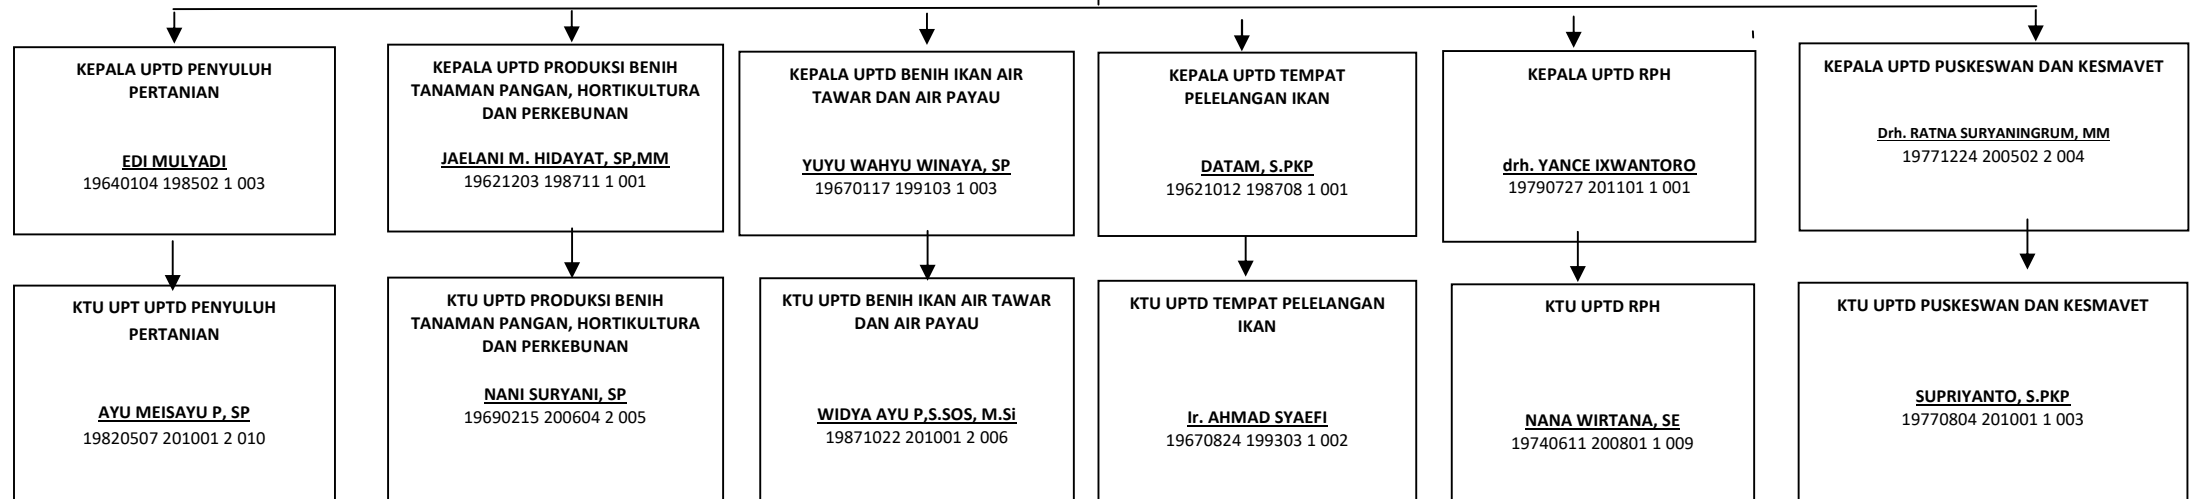 KEPALA UPTD PENYULUH
PERTANIAN
EDI MULYADI
19640104 198502 1 003
KEPALA UPTD PRODUKSI BENIH
TANAMAN PANGAN, HORTIKULTURA
DAN PERKEBUNAN
JAELANI M. HIDAYAT, SP,MM
19621203 198711 1 001
KEPALA UPTD BENIH IKAN AIR
TAWAR DAN AIR PAYAU
YUYU WAHYU WINAYA, SP
19670117 199103 1 003
KEPALA UPTD TEMPAT
PELELANGAN IKAN
DATAM, S.PKP
19621012 198708 1 001
KEPALA UPTD RPH
drh. YANCE IXWANTORO
19790727 201101 1 001
KEPALA UPTD PUSKESWAN DAN KESMAVET
Drh. RATNA SURYANINGRUM, MM
19771224 200502 2 004
KTU UPT UPTD PENYULUH
PERTANIAN
AYU MEISAYU P, SP
19820507 201001 2 010
KTU UPTD PRODUKSI BENIH
TANAMAN PANGAN, HORTIKULTURA
DAN PERKEBUNAN
NANI SURYANI, SP
19690215 200604 2 005
KTU UPTD BENIH IKAN AIR TAWAR
DAN AIR PAYAU
WIDYA AYU P,S.SOS, M.Si
19871022 201001 2 006
KTU UPTD TEMPAT PELELANGAN
IKAN
Ir. AHMAD SYAEFI
19670824 199303 1 002
KTU UPTD RPH
NANA WIRTANA, SE
19740611 200801 1 009
KTU UPTD PUSKESWAN DAN KESMAVET
SUPRIYANTO, S.PKP
19770804 201001 1 003